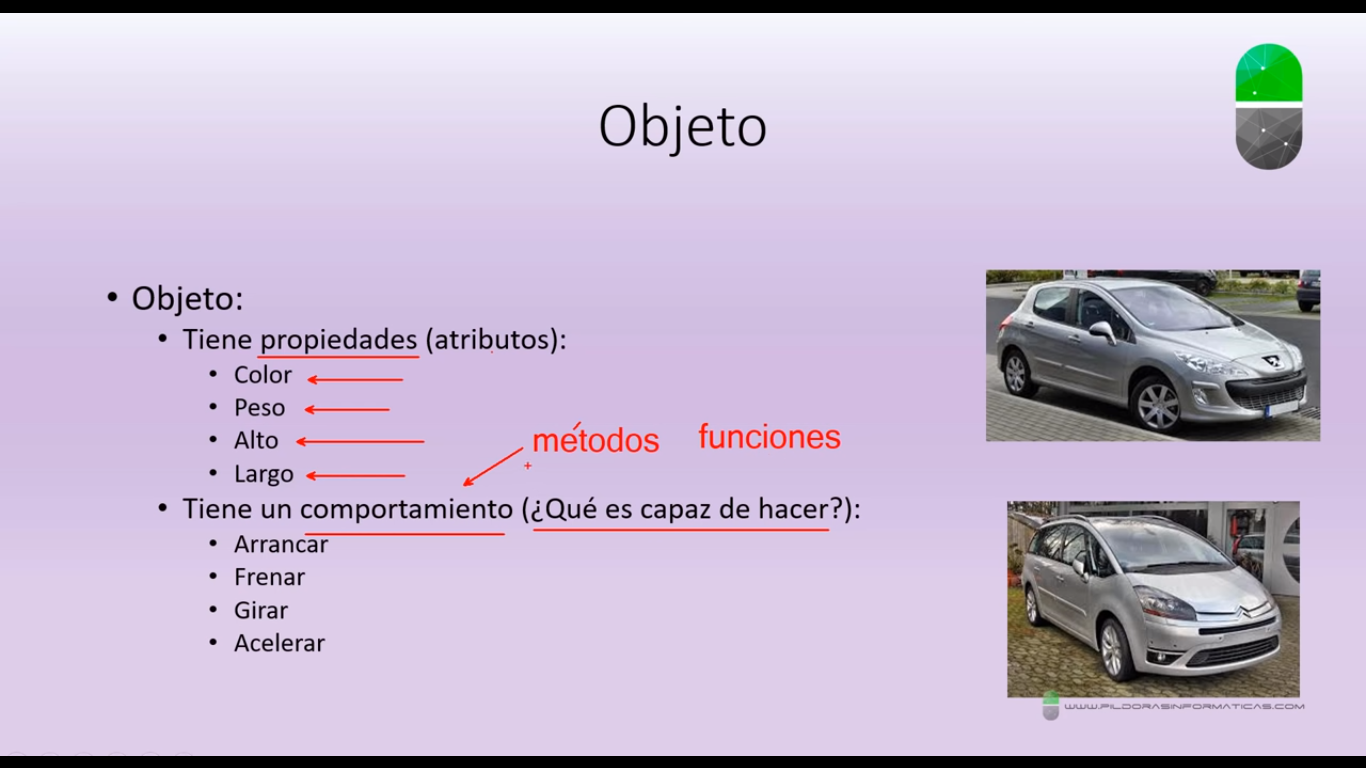 Objeto
• Objeto:
• Tiene propiedades (atributos):
• Color
• Peso
• Alto
• Largo
métodos funciones
• Tiene un comportamiento (¿Qué es capaz de hacer?):
• Arrancar
• Frenar
• Girar
• Acelerar
WWW.PILDORASINFORMATICAS.COM